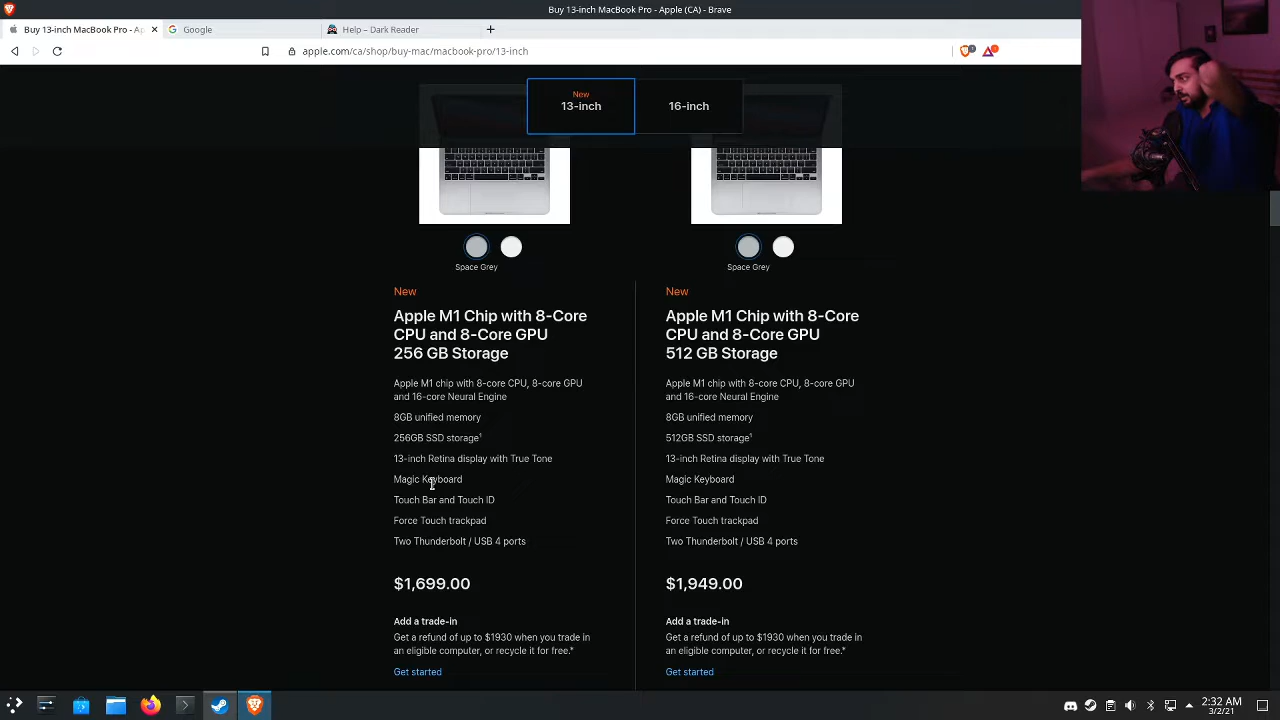 Buy 13-inch MacBook Pro - Apple (CA) - Brave
Buy 13-inch MacBook Pro - Ap
Google
Help – Dark Reader
apple.com/ca/shop/buy-mac/macbook-pro/13-inch
New
13-inch
16-inch
Space Grey
New
Apple M1 Chip with 8-Core
CPU and 8-Core GPU
256 GB Storage
Apple M1 chip with 8-core CPU, 8-core GPU
and 16-core Neural Engine
8GB unified memory
256GB SSD storage¹
13-inch Retina display with True Tone
Magic Keyboard
Touch Bar and Touch ID
Force Touch trackpad
Two Thunderbolt / USB 4 ports
$1,699.00
Add a trade-in
Get a refund of up to $1930 when you trade in
an eligible computer, or recycle it for free.*
Get started
Space Grey
New
Apple M1 Chip with 8-Core
CPU and 8-Core GPU
512 GB Storage
Apple M1 chip with 8-core CPU, 8-core GPU
and 16-core Neural Engine
8GB unified memory
512GB SSD storage¹
13-inch Retina display with True Tone
Magic Keyboard
Touch Bar and Touch ID
Force Touch trackpad
Two Thunderbolt / USB 4 ports
$1,949.00
Add a trade-in
Get a refund of up to $1930 when you trade in
an eligible computer, or recycle it for free.*
Get started
2:32 AM
3/2/21